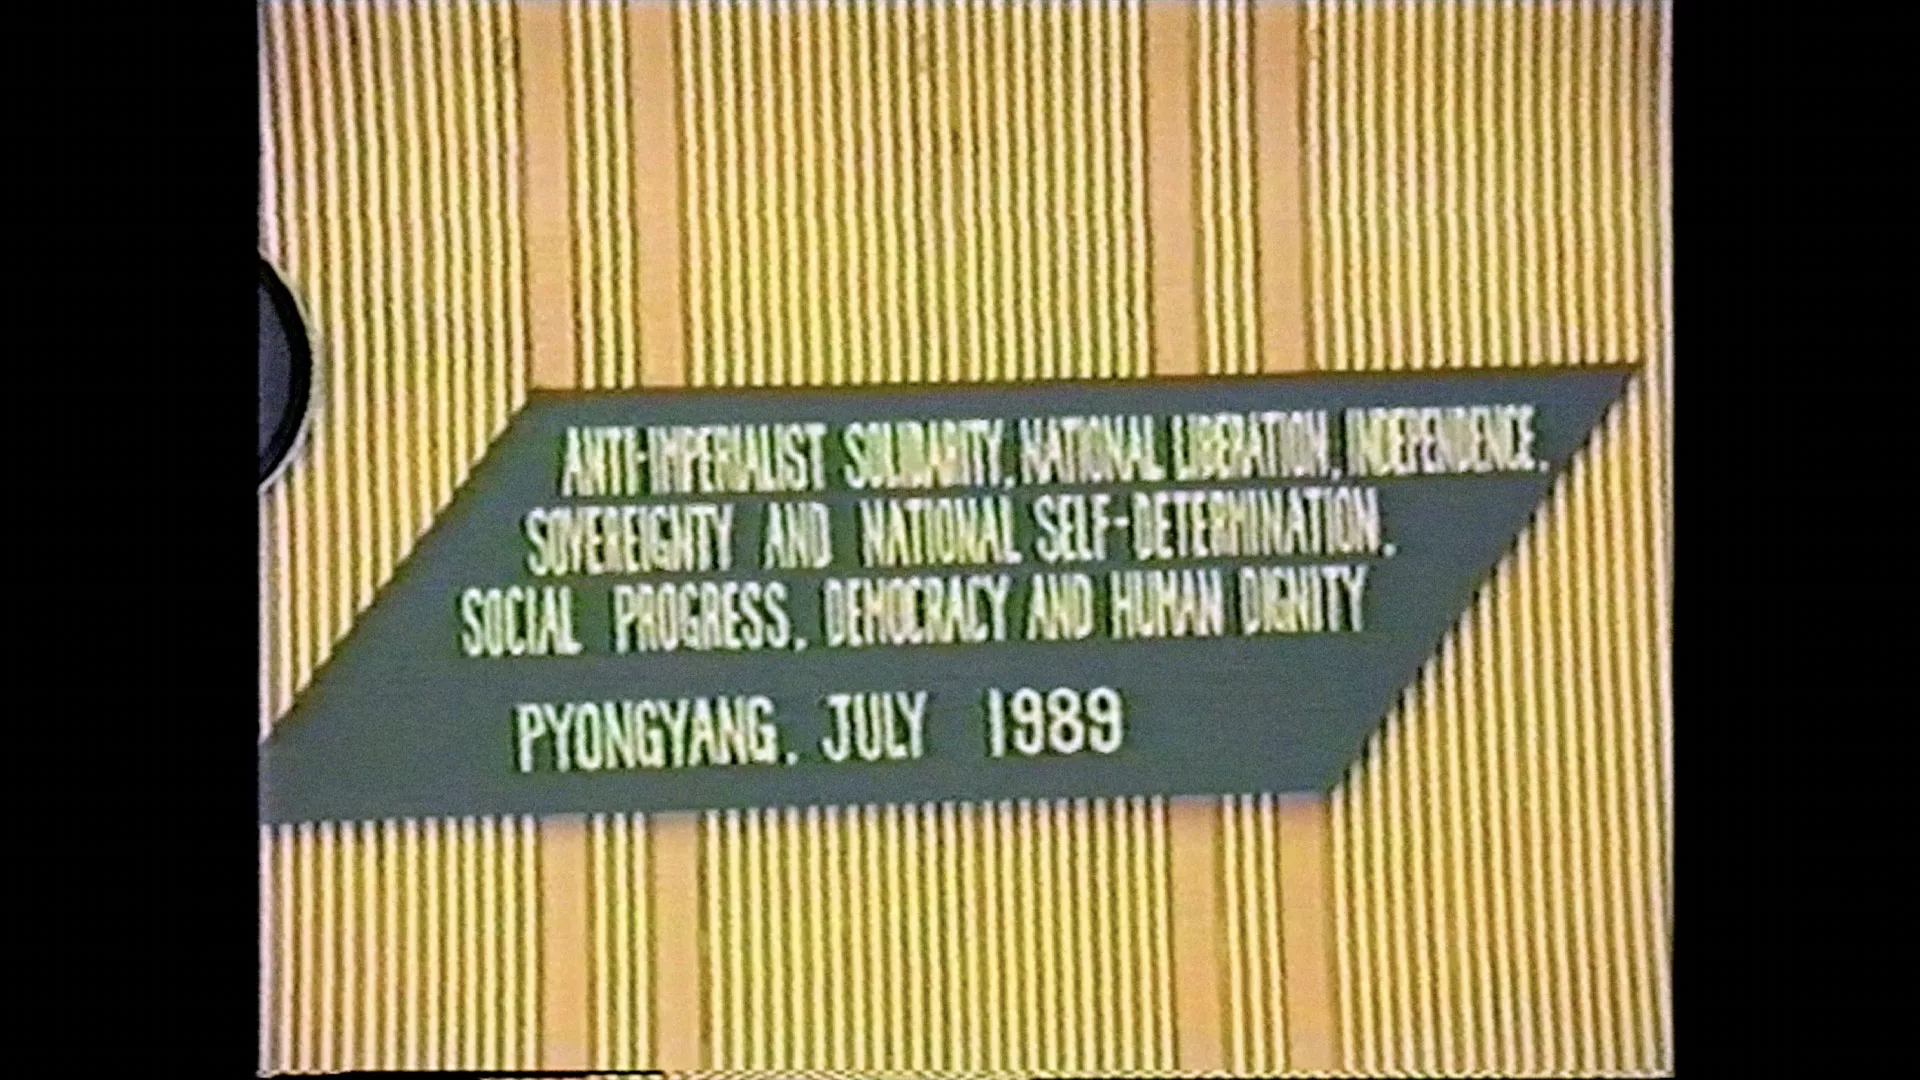 ANTI-IMPERIALIST SOLIDARITY, NATIONAL LIBERATION, INDEPENDENCE,
SOVEREIGNTY AND NATIONAL SELF-DETERMINATION,
SOCIAL PROGRESS, DEMOCRACY AND HUMAN DIGNITY
PYONGYANG, JULY 1989